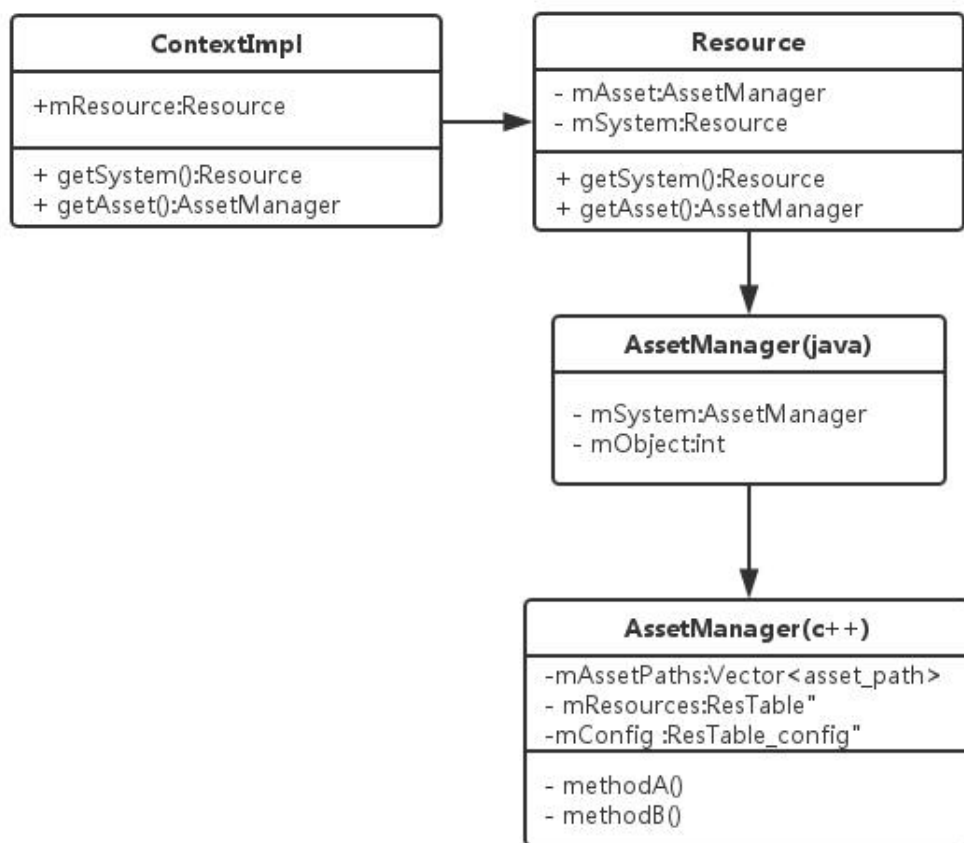 ContextImpl
+mResource:Resource
+ getSystem():Resource
+ getAsset():AssetManager
Resource
- mAsset:AssetManager
- mSystem:Resource
+ getSystem():Resource
+ getAsset():AssetManager
AssetManager(java)
- mSystem:AssetManager
- mObject:int
AssetManager(c++)
-mAssetPaths:Vector<asset_path>
- mResources:ResTable"
-mConfig :ResTable_config"
- methodA()
- methodB()